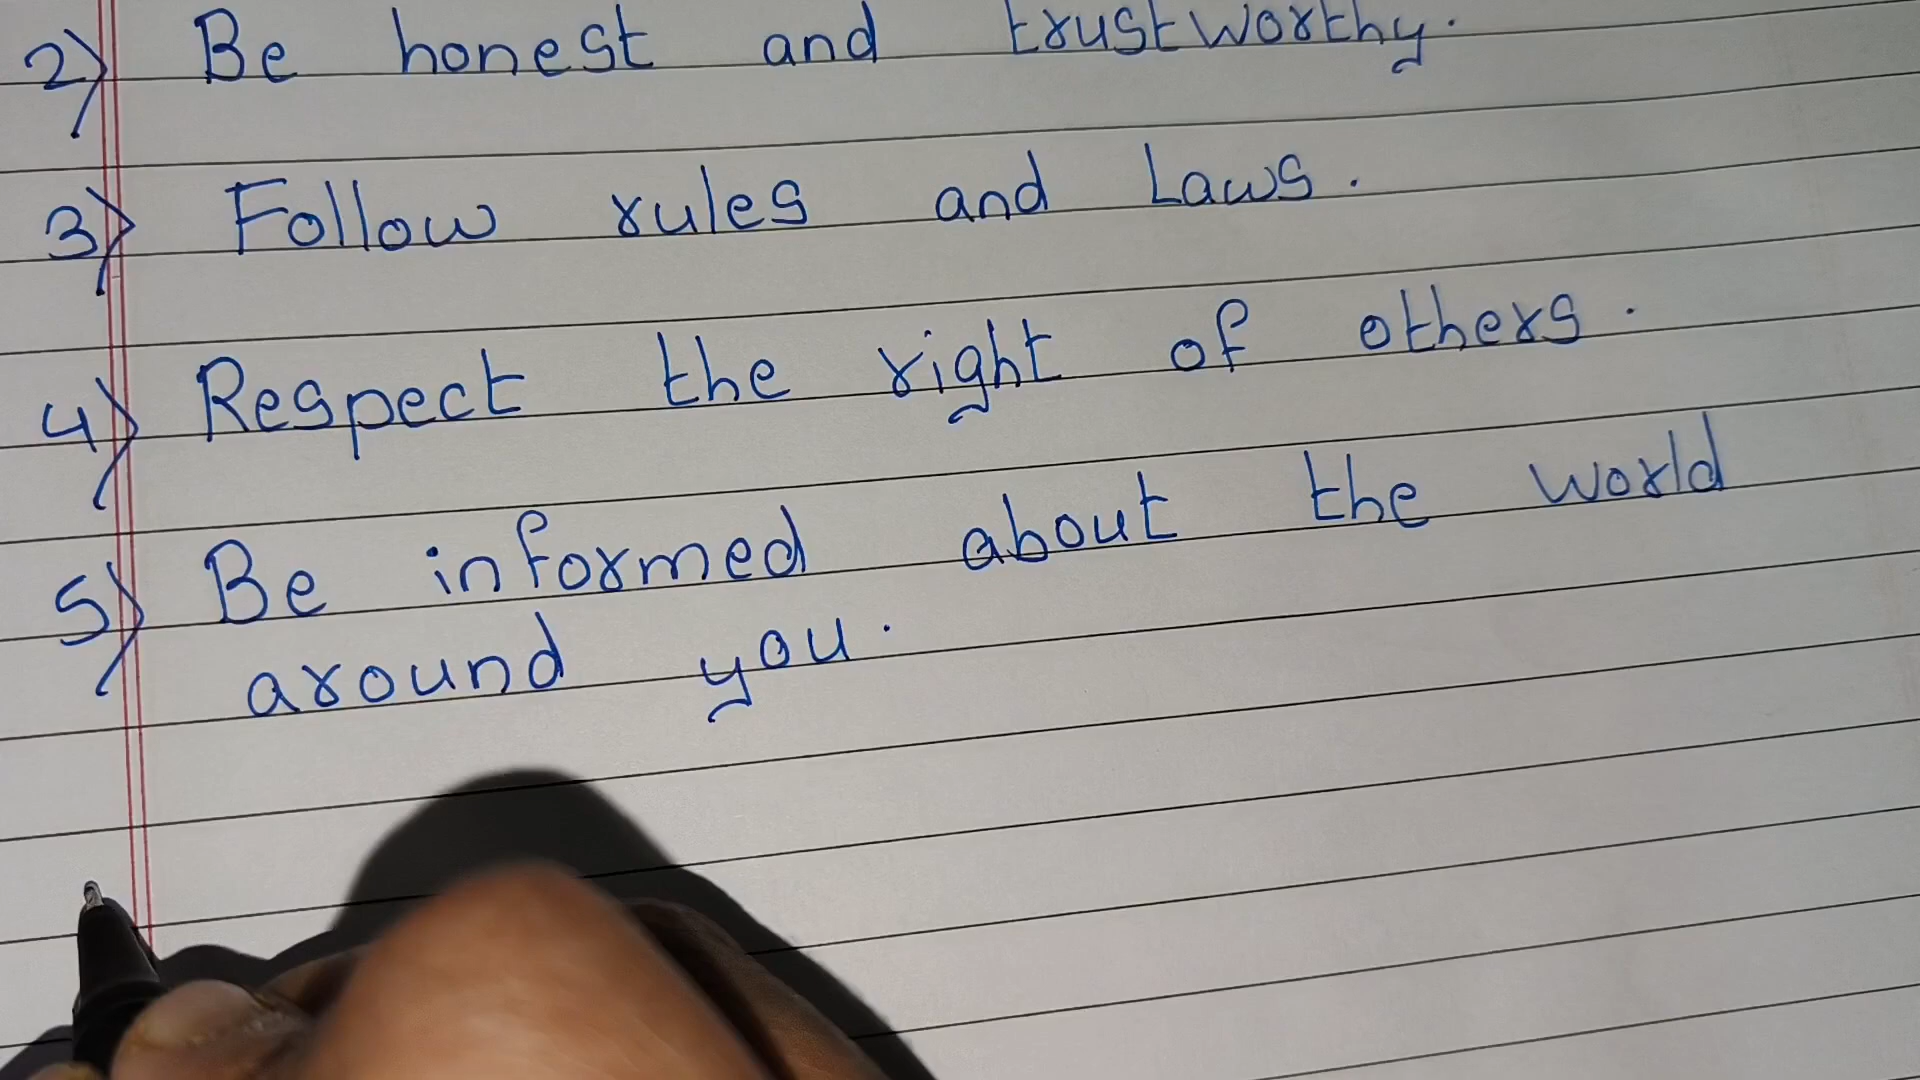 2) Be honest and trustworthy.
3) Follow rules and Laws.
4) Respect the right of others.
5) Be informed about the world
around you.